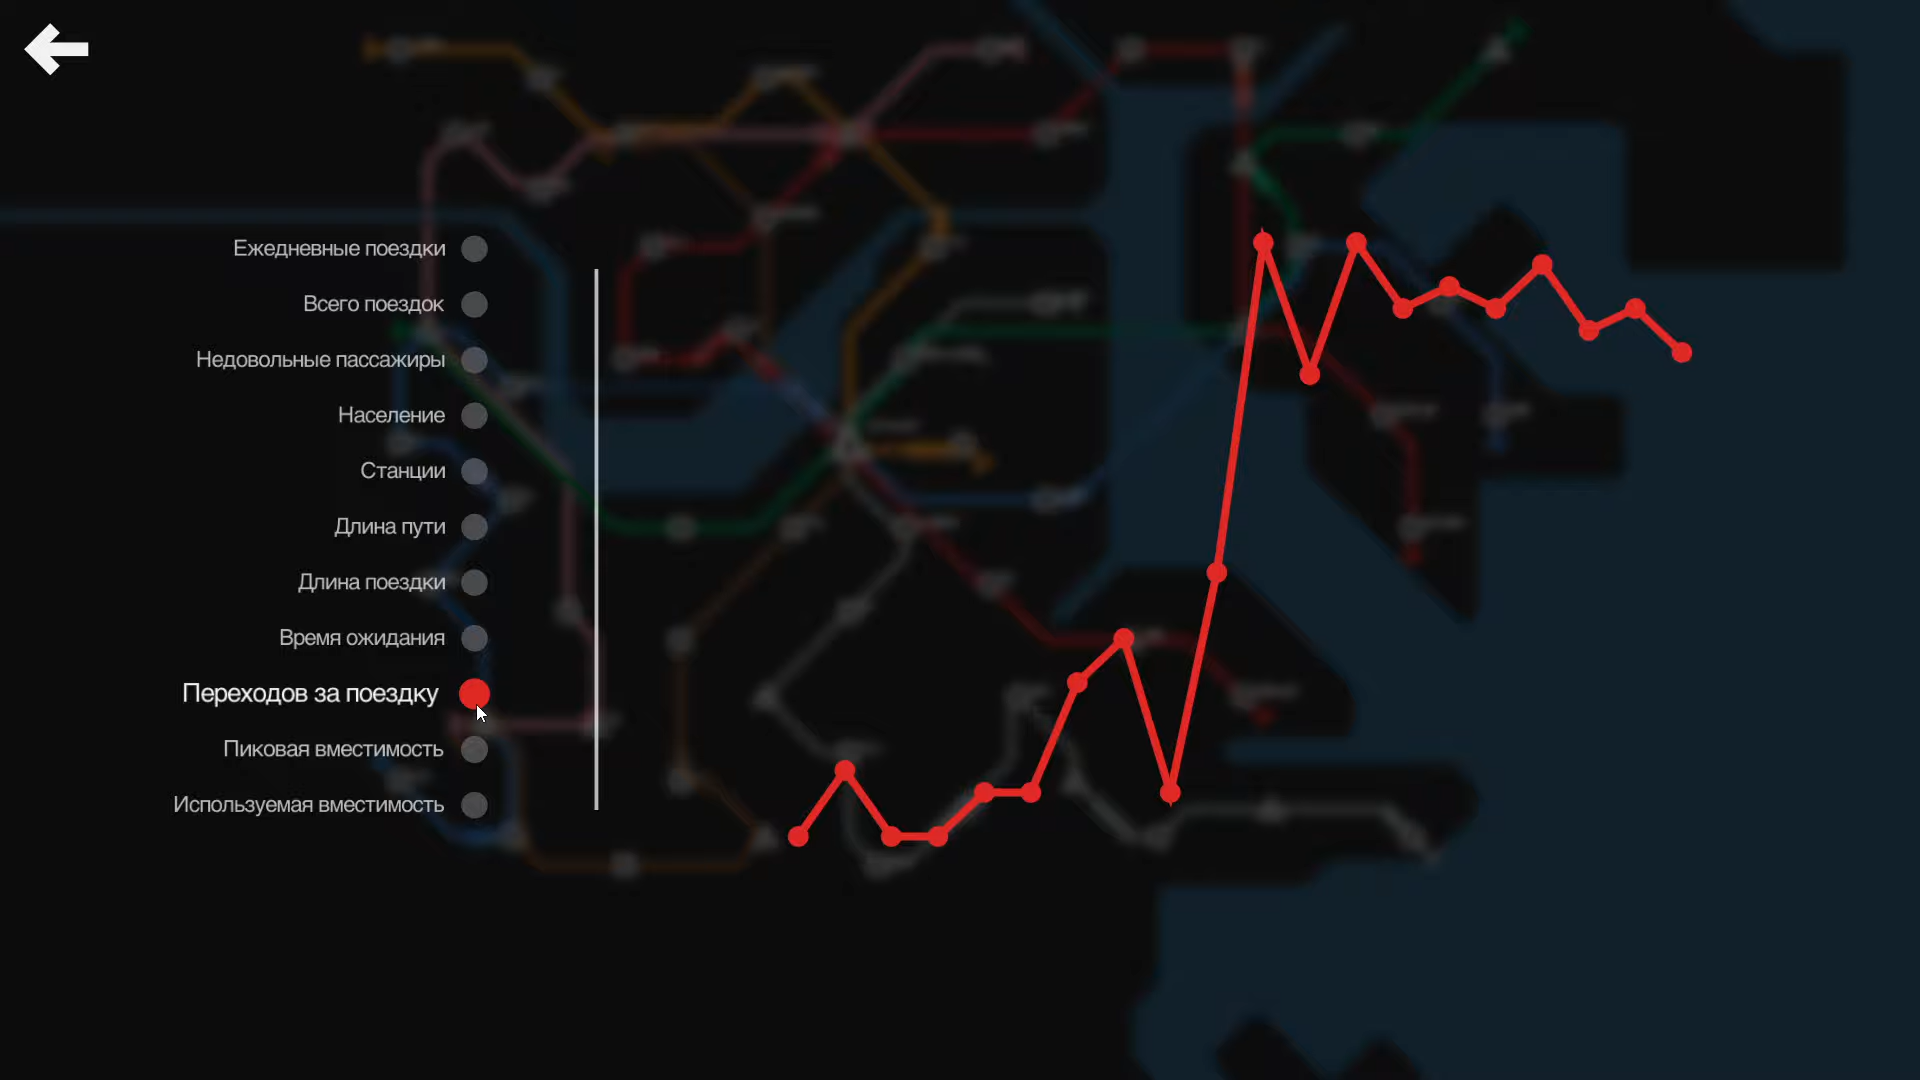 Ежедневные поездки
Всего поездок
Недовольные пассажиры
Население
Станции
Длина пути
Длина поездки
Время ожидания
Переходов за поездку
Пиковая вместимость
Используемая вместимость